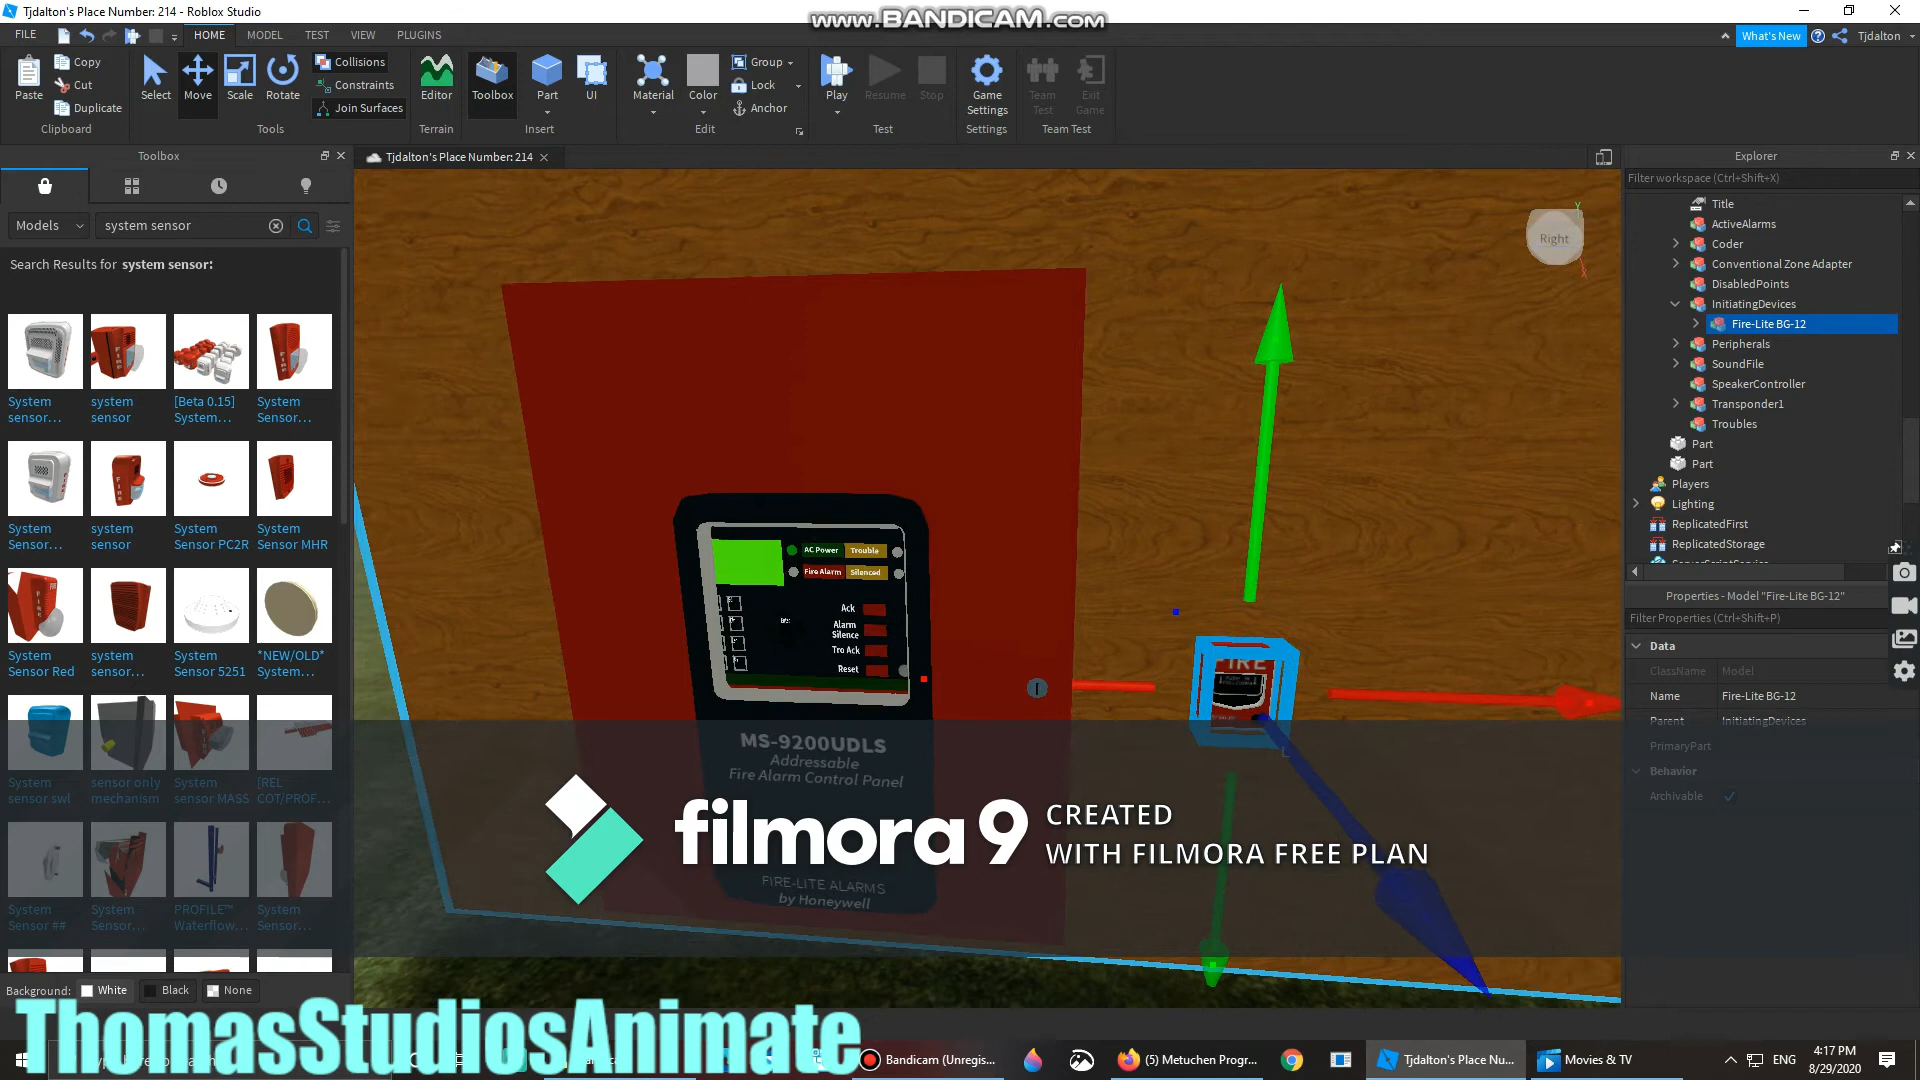 Tjdalton's Place Number: 214 - Roblox Studio
www.BANDICAM.com
FILE
HOME
MODEL
TEST
VIEW
PLUGINS
What's New
Tjdalton
Paste
Copy
Cut
Duplicate
Clipboard
Select
Move
Scale
Rotate
Collisions
Constraints
Join Surfaces
Tools
Editor
Terrain
Toolbox
Part
UI
Insert
Material
Color
Group
Lock
Anchor
Edit
Play
Resume
Stop
Test
Game
Settings
Settings
Team
Test
Exit
Game
Team Test
Toolbox
Tjdalton's Place Number: 214
Explorer
Models
system sensor
Search Results for system sensor:
System
sensor...
system
sensor
[Beta 0.15]
System...
System
Sensor...
System
Sensor...
system
sensor
System
Sensor PC2R
System
Sensor MHR
System
Sensor Red
System
Sensor...
System
Sensor 5251
*NEW/OLD*
System...
System
sensor swl
sensor only
mechanism
System
sensor MASS
[REL
COT/PROF...
System
Sensor ##
System
Sensor...
PROFILE™
Waterflow...
System
Sensor...
Background:
White
Black
None
Right
Y
X
AC Power
Trouble
Fire Alarm
Silenced
Ack
Alarm
Silence
Tro Ack
Reset
MS-9200UDLS
Addressable
Fire Alarm Control Panel
FIRE-LITE ALARMS
by Honeywell
FIRE
filmora9
CREATED
WITH FILMORA FREE PLAN
Filter workspace (Ctrl+Shift+X)
Title
ActiveAlarms
Coder
Conventional Zone Adapter
DisabledPoints
InitiatingDevices
Fire-Lite BG-12
Peripherals
SoundFile
SpeakerController
Transponder1
Troubles
Part
Part
Players
Lighting
ReplicatedFirst
ReplicatedStorage
Properties - Model "Fire-Lite BG-12"
Filter Properties (Ctrl+Shift+P)
Data
ClassName
Model
Name
Fire-Lite BG-12
Parent
InitiatingDevices
PrimaryPart
Behavior
Archivable
ThomasStudiosAnimate
Bandicam (Unregis...
(5) Metuchen Progr...
Tjdalton's Place Nu...
Movies & TV
ENG
4:17 PM
8/29/2020